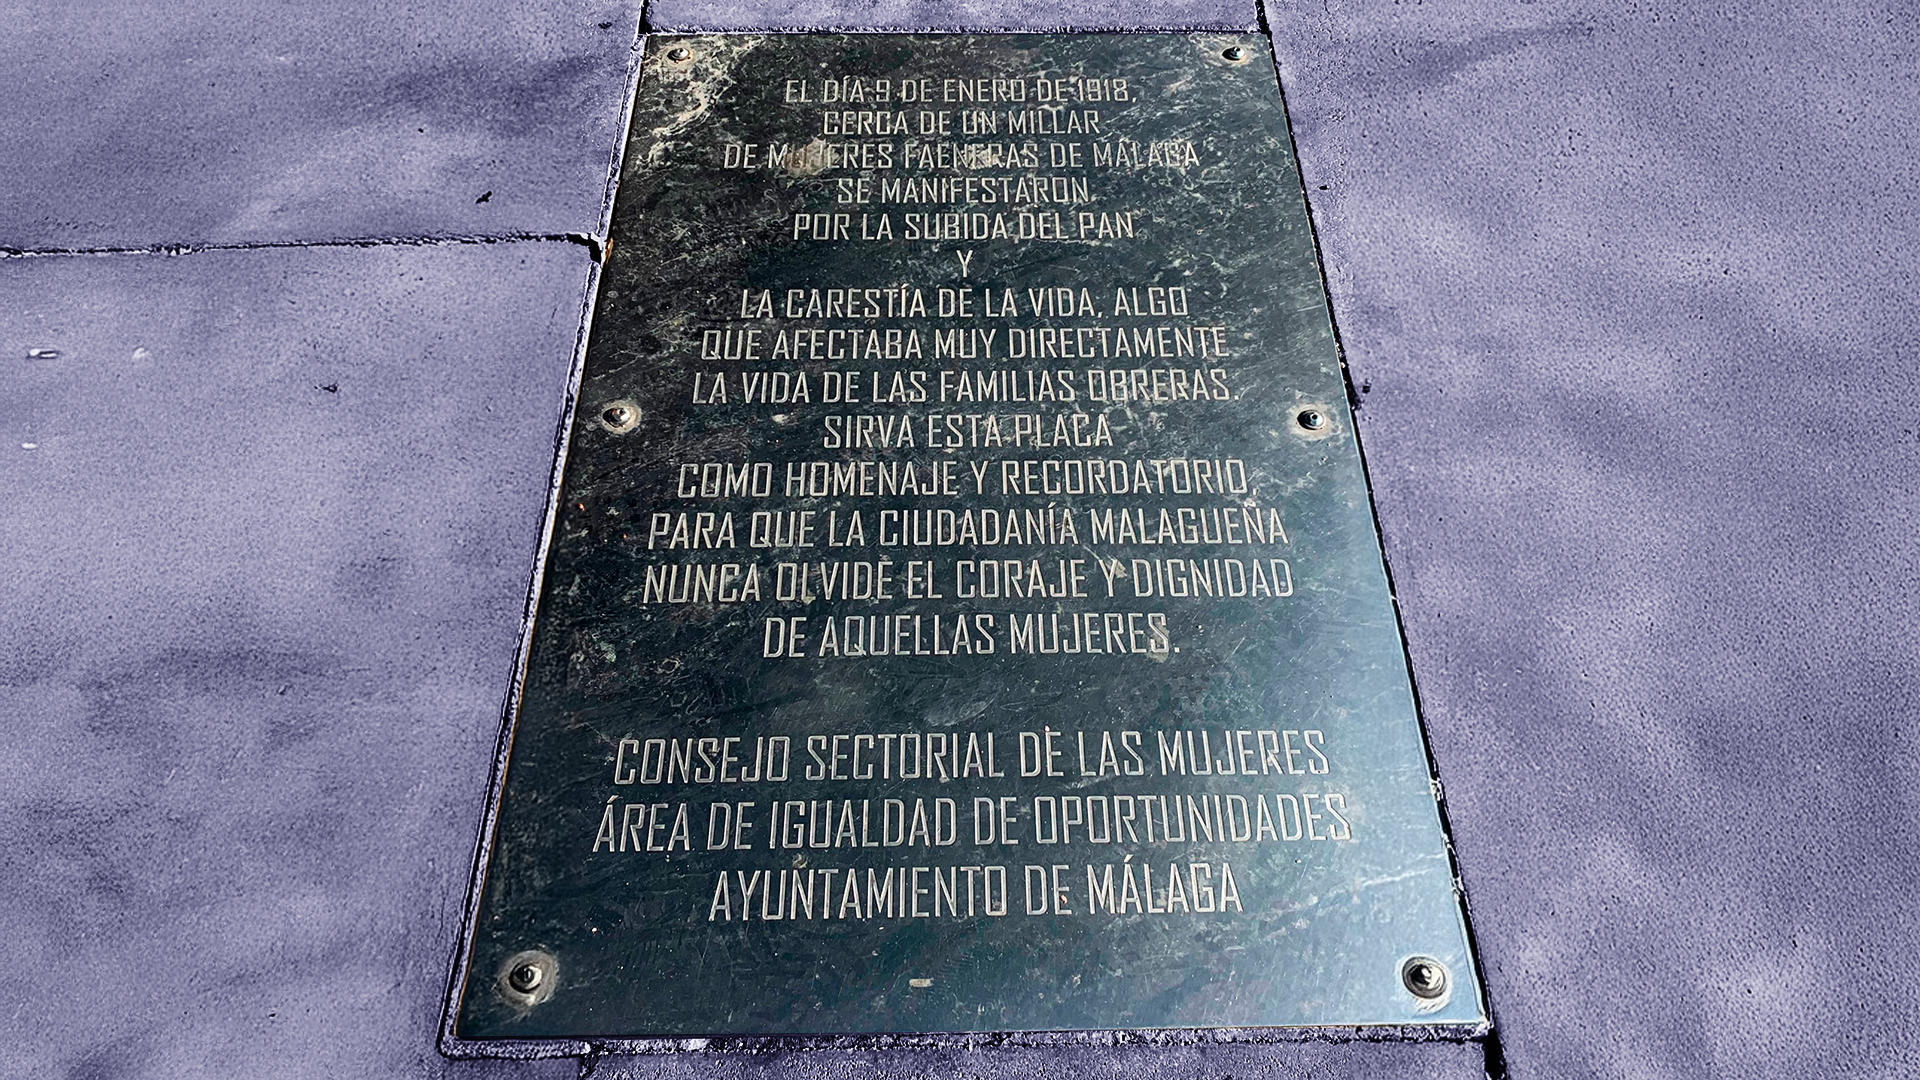 EL DÍA 9 DE ENERO DE 1918,
CERCA DE UN MILLAR
DE MUJERES FAENERAS DE MÁLAGA
SE MANIFESTARON
POR LA SUBIDA DEL PAN
Y
LA CARESTÍA DE LA VIDA, ALGO
QUE AFECTABA MUY DIRECTAMENTE
LA VIDA DE LAS FAMILIAS OBRERAS.
SIRVA ESTA PLACA
COMO HOMENAJE Y RECORDATORIO,
PARA QUE LA CIUDADANÍA MALAGUEÑA
NUNCA OLVIDE EL CORAJE Y DIGNIDAD
DE AQUELLAS MUJERES.
CONSEJO SECTORIAL DE LAS MUJERES
ÁREA DE IGUALDAD DE OPORTUNIDADES
AYUNTAMIENTO DE MÁLAGA